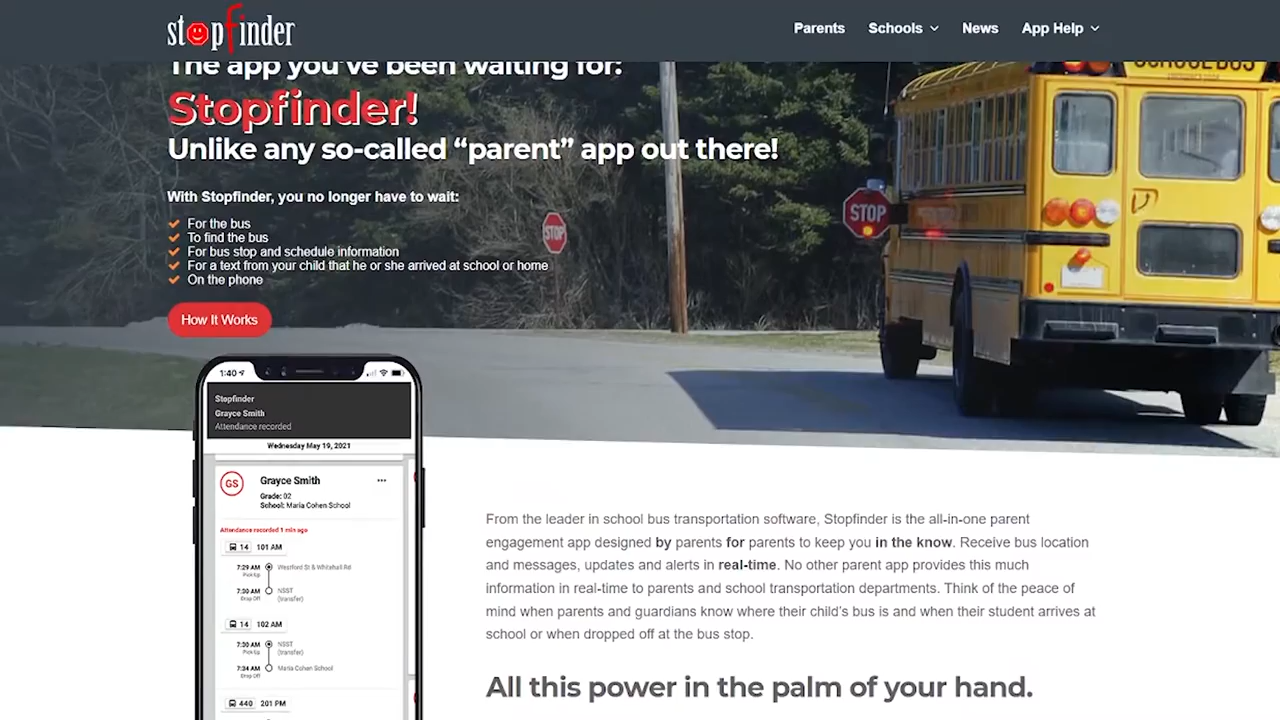 stopfinder
Parents
Schools
News
App Help
The app you've been waiting for:
Stopfinder!
Unlike any so-called “parent” app out there!
With Stopfinder, you no longer have to wait:
For the bus
To find the bus
For bus stop and schedule information
For a text from your child that he or she arrived at school or home
On the phone
How It Works
SCHOOL BUS
STOP
STOP
1:40
Stopfinder
Grayce Smith
Attendance recorded
Wednesday May 19, 2021
GS
Grayce Smith
Grade: 02
School: Maria Cohen School
Attendance recorded 1 min ago
14 101 AM
7:29 AM Westford St & Whitehall Rd
Pick Up
7:30 AM NSST
Drop Off (transfer)
14 102 AM
7:30 AM NSST
Pick Up (transfer)
7:34 AM Maria Cohen School
Drop Off
440 201 PM
From the leader in school bus transportation software, Stopfinder is the all-in-one parent
engagement app designed by parents for parents to keep you in the know. Receive bus location
and messages, updates and alerts in real-time. No other parent app provides this much
information in real-time to parents and school transportation departments. Think of the peace of
mind when parents and guardians know where their child’s bus is and when their student arrives at
school or when dropped off at the bus stop.
All this power in the palm of your hand.